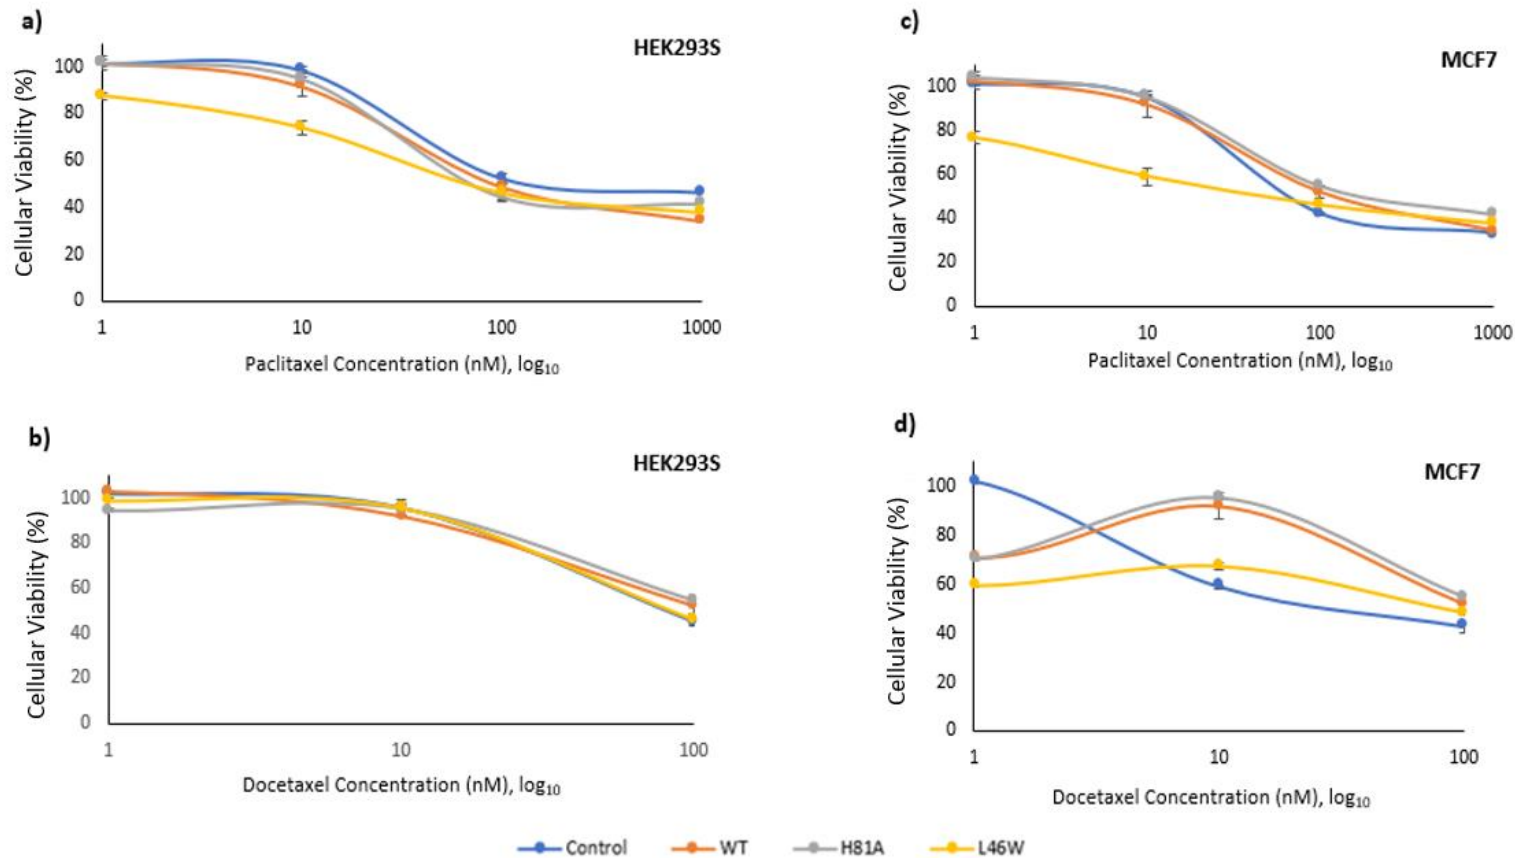 a)
HEK293S
Cellular Viability (%)
100
80
60
40
20
0
1 10 100 1000
Paclitaxel Concentration (nM), log₁₀
c)
MCF7
Cellular Viability (%)
100
80
60
40
20
0
1 10 100 1000
Paclitaxel Concentration (nM), log₁₀
b)
HEK293S
Cellular Viability (%)
100
80
60
40
20
0
1 10 100
Docetaxel Concentration (nM), log₁₀
d)
MCF7
Cellular Viability (%)
100
80
60
40
20
0
1 10 100
Docetaxel Concentration (nM), log₁₀
Control WT H81A L46W